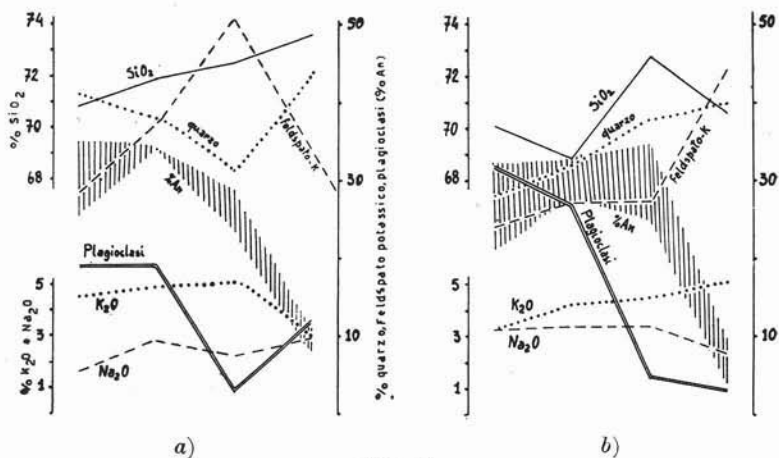 % SiO₂
74
72
70
68
% K₂O e Na₂O
5
3
1
SiO₂
quarzo
Feldspato-K
%An
Plagioclasi
K₂O
Na₂O
50
30
10
% quarzo, Feldspato potassico, plagioclasi (%An)
a)
74
72
70
68
5
3
1
SiO₂
quarzo
Feldspato-K
%An
Plagioclasi
K₂O
Na₂O
50
30
10
b)